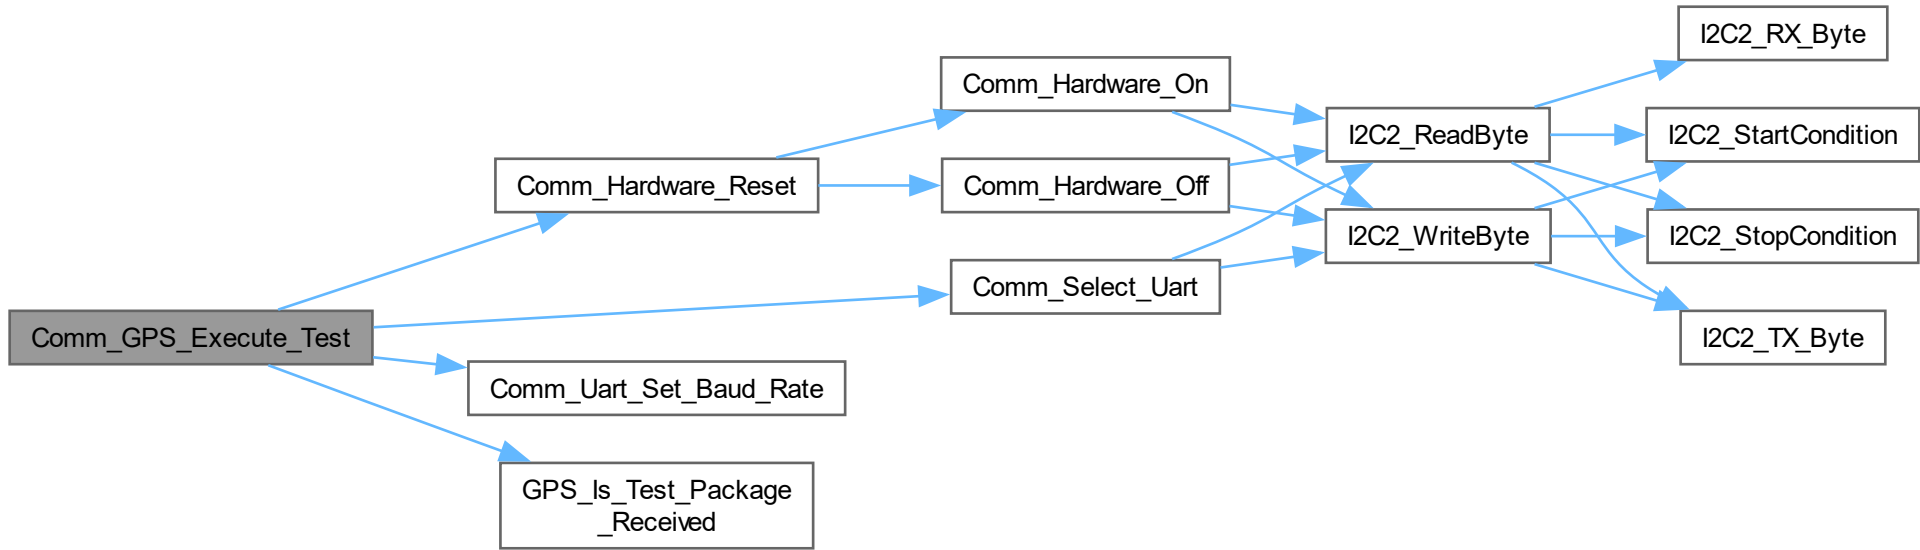 Comm_GPS_Execute_Test
Comm_Hardware_Reset
Comm_Select_Uart
Comm_Uart_Set_Baud_Rate
GPS_Is_Test_Package
_Received
Comm_Hardware_On
Comm_Hardware_Off
I2C2_ReadByte
I2C2_WriteByte
I2C2_RX_Byte
I2C2_StartCondition
I2C2_StopCondition
I2C2_TX_Byte